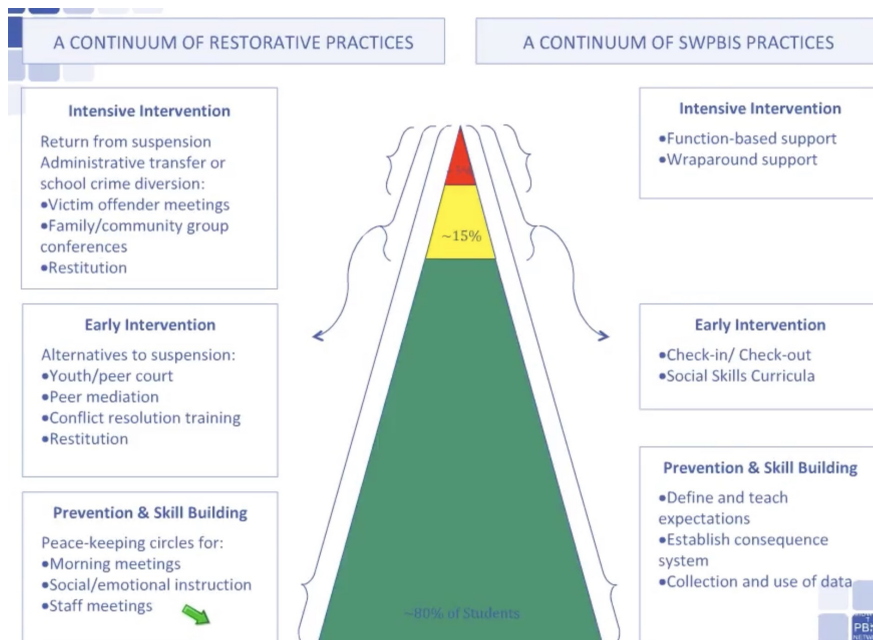 A CONTINUUM OF RESTORATIVE PRACTICES
A CONTINUUM OF SWPBIS PRACTICES
Intensive Intervention
Return from suspension
Administrative transfer or
school crime diversion:
•Victim offender meetings
•Family/community group
conferences
•Restitution
Early Intervention
Alternatives to suspension:
•Youth/peer court
•Peer mediation
•Conflict resolution training
•Restitution
Prevention & Skill Building
Peace-keeping circles for:
•Morning meetings
•Social/emotional instruction
•Staff meetings
~15%
~80% of Students
Intensive Intervention
•Function-based support
•Wraparound support
Early Intervention
•Check-in/ Check-out
•Social Skills Curricula
Prevention & Skill Building
•Define and teach
expectations
•Establish consequence
system
•Collection and use of data